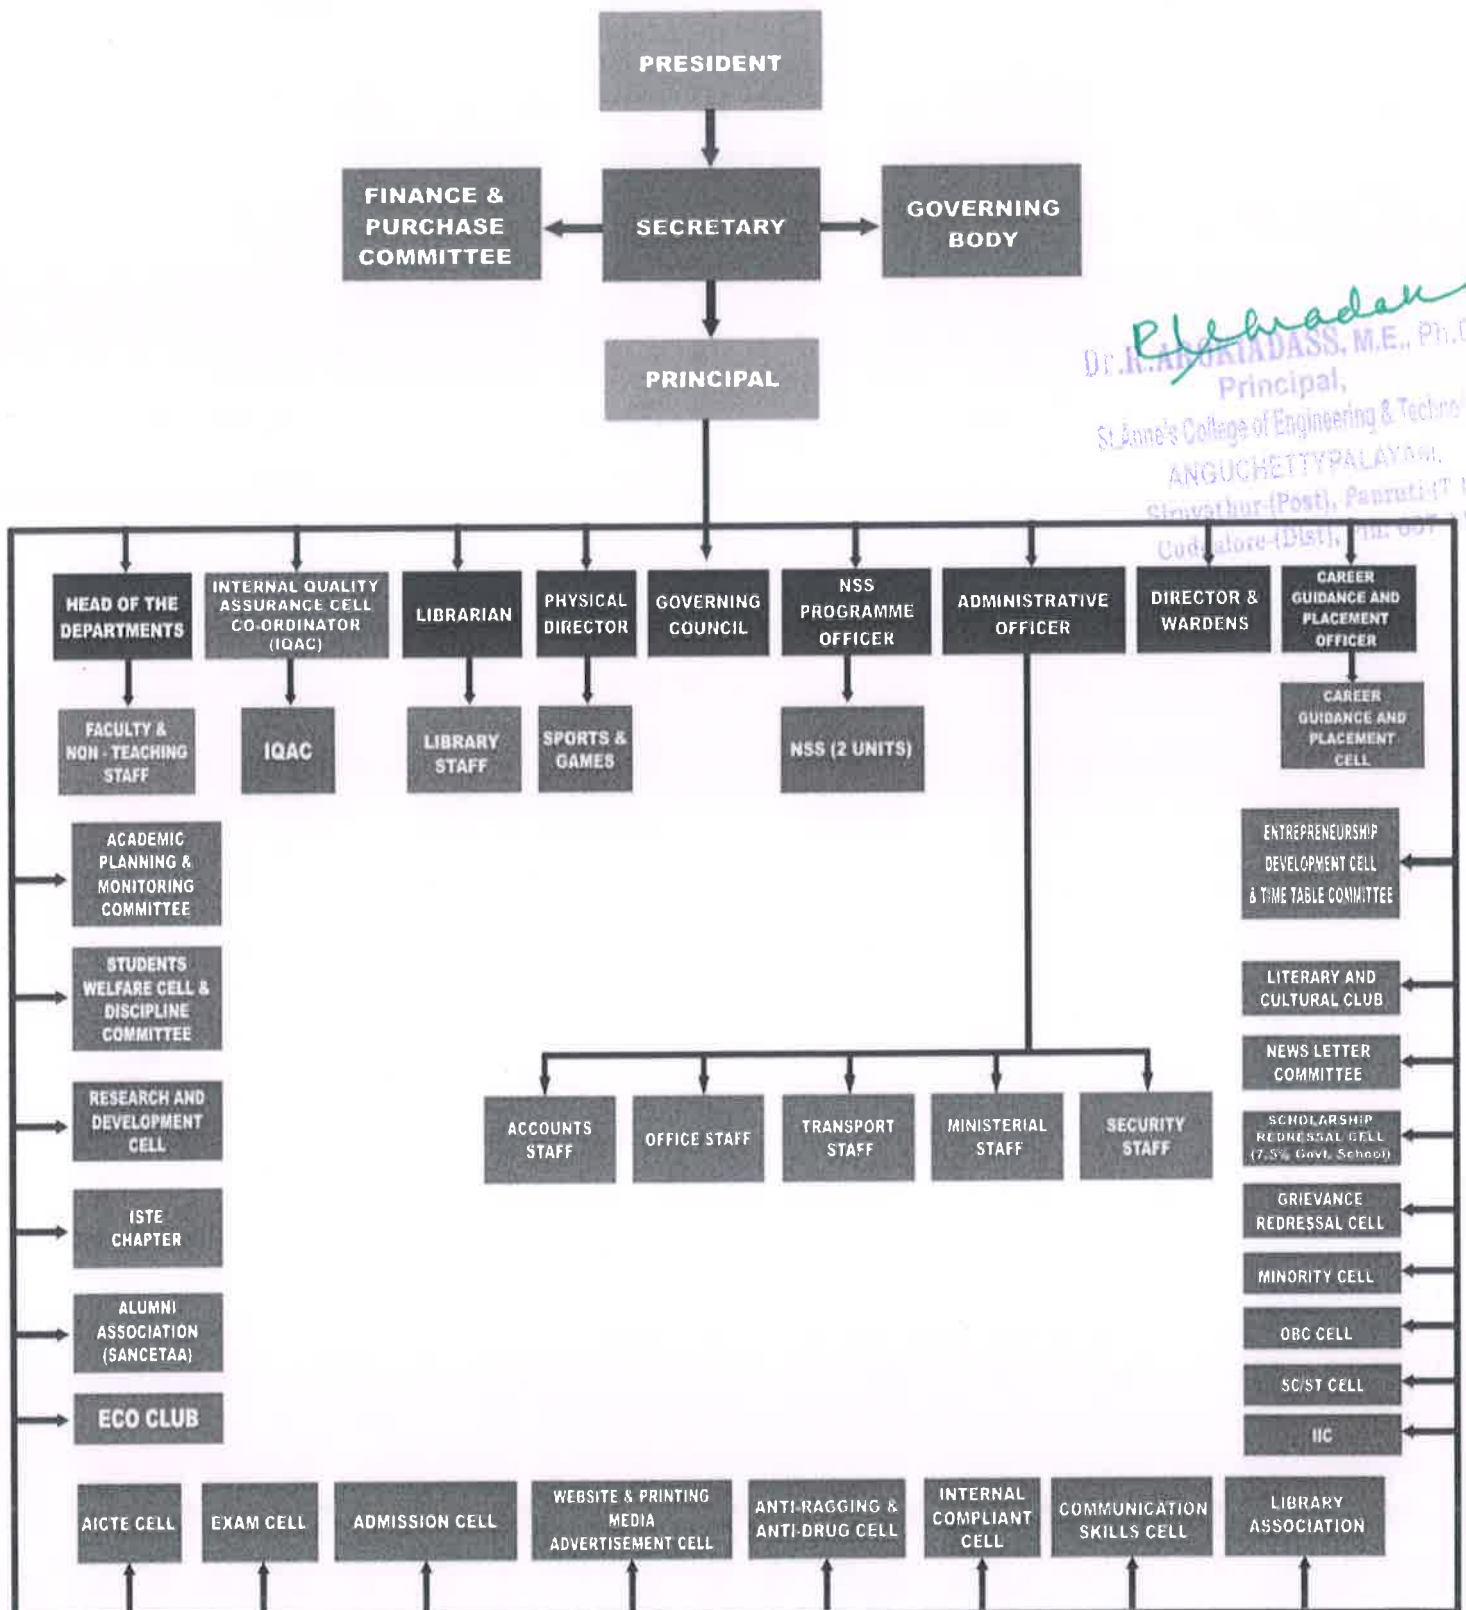 PRESIDENT
FINANCE &
PURCHASE
COMMITTEE
SECRETARY
GOVERNING
BODY
PRINCIPAL
Principal,
St.Anne's College of Engineering &
ANGUCHETTYPALAYAM,
HEAD OF THE
DEPARTMENTS
INTERNAL QUALITY
ASSURANCE CELL
CO-ORDINATOR
(IQAC)
LIBRARIAN
PHYSICAL
DIRECTOR
GOVERNING
COUNCIL
NSS
PROGRAMME
OFFICER
ADMINISTRATIVE
OFFICER
DIRECTOR &
WARDENS
CAREER
GUIDANCE AND
PLACEMENT
OFFICER
FACULTY &
NON - TEACHING
STAFF
IQAC
LIBRARY
STAFF
SPORTS &
GAMES
NSS (2 UNITS)
CAREER
GUIDANCE AND
PLACEMENT
CELL
ACADEMIC
PLANNING &
MONITORING
COMMITTEE
STUDENTS
WELFARE CELL &
DISCIPLINE
COMMITTEE
RESEARCH AND
DEVELOPMENT
CELL
ISTE
CHAPTER
ALUMNI
ASSOCIATION
(SANCETAA)
ECO CLUB
ACCOUNTS
STAFF
OFFICE STAFF
TRANSPORT
STAFF
MINISTERIAL
STAFF
SECURITY
STAFF
ENTREPRENEURSHIP
DEVELOPMENT CELL
& TIME TABLE COMMITTEE
LITERARY AND
CULTURAL CLUB
NEWS LETTER
COMMITTEE
SCHOLARSHIP
REDRESSAL CELL
(7.5% Govt. School)
GRIEVANCE
REDRESSAL CELL
MINORITY CELL
OBC CELL
SC/ST CELL
IIC
AICTE CELL
EXAM CELL
ADMISSION CELL
WEBSITE & PRINTING
MEDIA
ADVERTISEMENT CELL
ANTI-RAGGING &
ANTI-DRUG CELL
INTERNAL
COMPLIANT
CELL
COMMUNICATION
SKILLS CELL
LIBRARY
ASSOCIATION